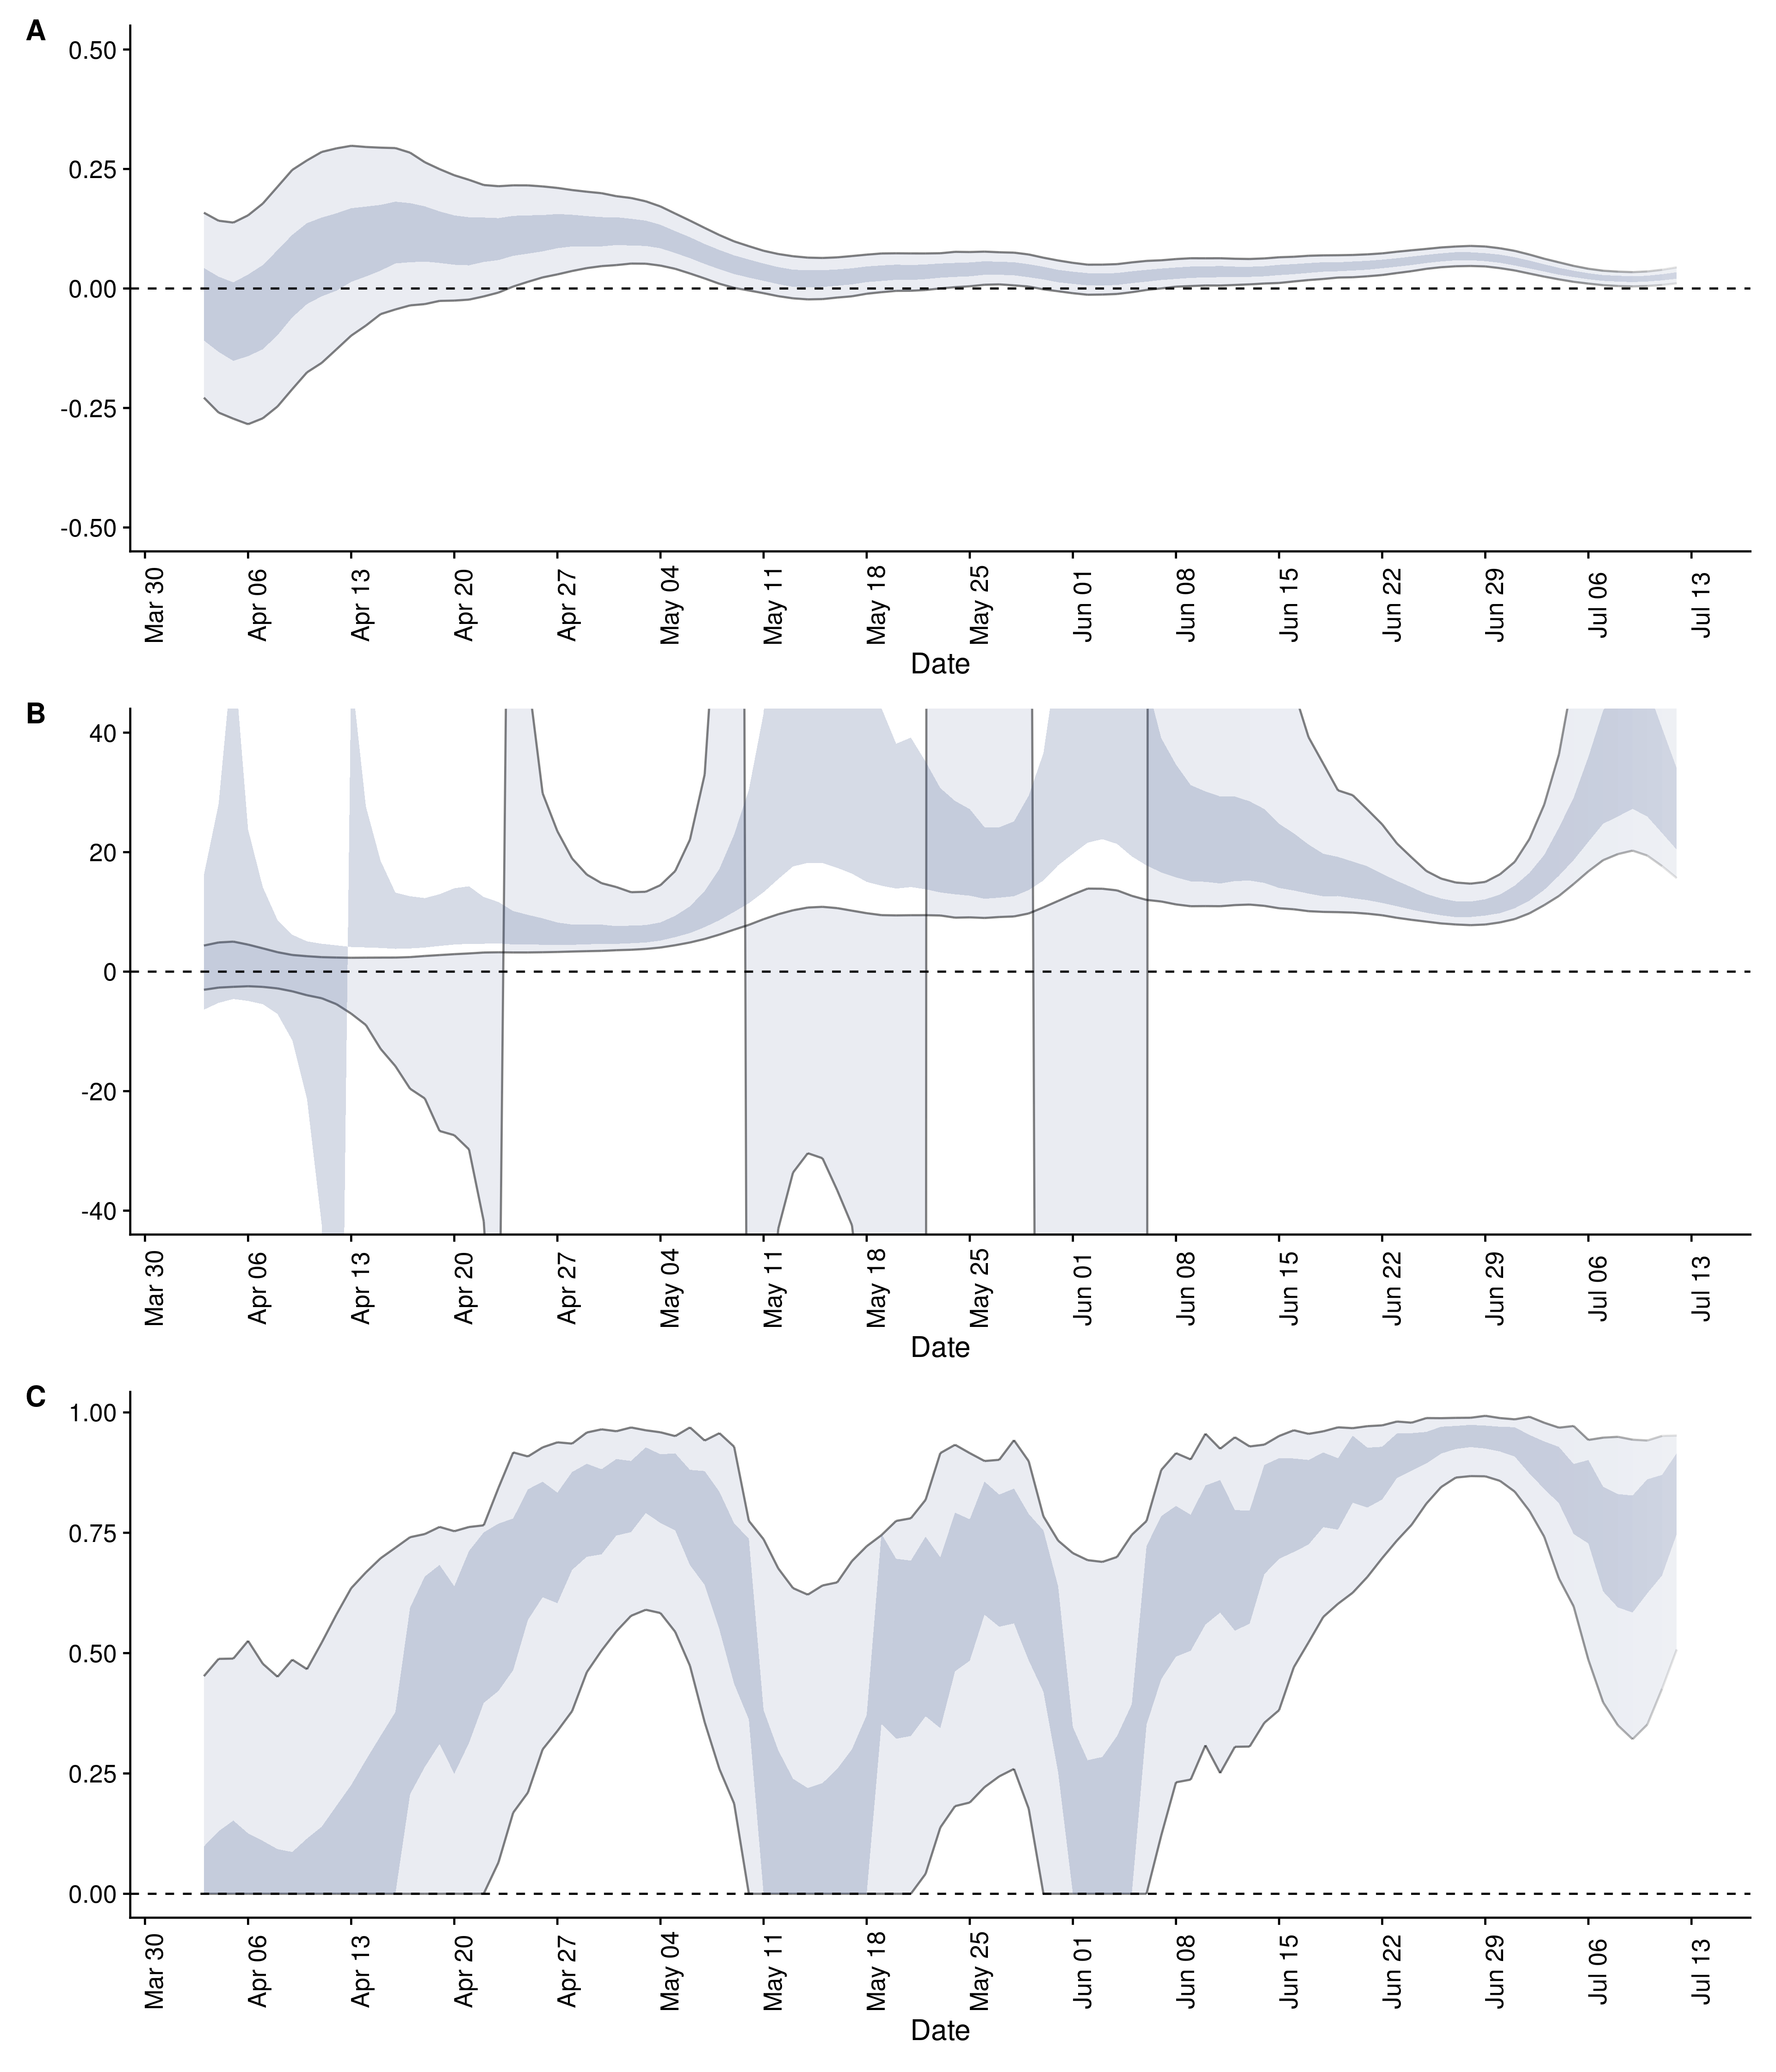 A
0.50
0.25
0.00
-0.25
-0.50
Mar 30
Apr 06
Apr 13
Apr 20
Apr 27
May 04
May 11
May 18
May 25
Jun 01
Jun 08
Jun 15
Jun 22
Jun 29
Jul 06
Jul 13
Date
B
40
20
0
-20
-40
Mar 30
Apr 06
Apr 13
Apr 20
Apr 27
May 04
May 11
May 18
May 25
Jun 01
Jun 08
Jun 15
Jun 22
Jun 29
Jul 06
Jul 13
Date
C
1.00
0.75
0.50
0.25
0.00
Mar 30
Apr 06
Apr 13
Apr 20
Apr 27
May 04
May 11
May 18
May 25
Jun 01
Jun 08
Jun 15
Jun 22
Jun 29
Jul 06
Jul 13
Date